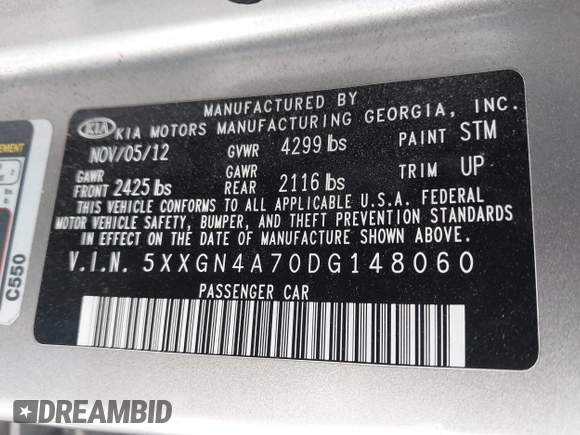 MANUFACTURED BY
KIA KIA MOTORS MANUFACTURING GEORGIA, INC.
NOV/05/12 GVWR 4299 lbs PAINT STM
GAWR FRONT 2425 lbs GAWR REAR 2116 lbs TRIM UP
THIS VEHICLE CONFORMS TO ALL APPLICABLE U.S.A. FEDERAL
MOTOR VEHICLE SAFETY, BUMPER, AND THEFT PREVENTION STANDARDS
IN EFFECT ON THE DATE OF MANUFACTURE SHOWN ABOVE.
V.I.N. 5XXGN4A70DG148060
PASSENGER CAR
C550
DREAMBID